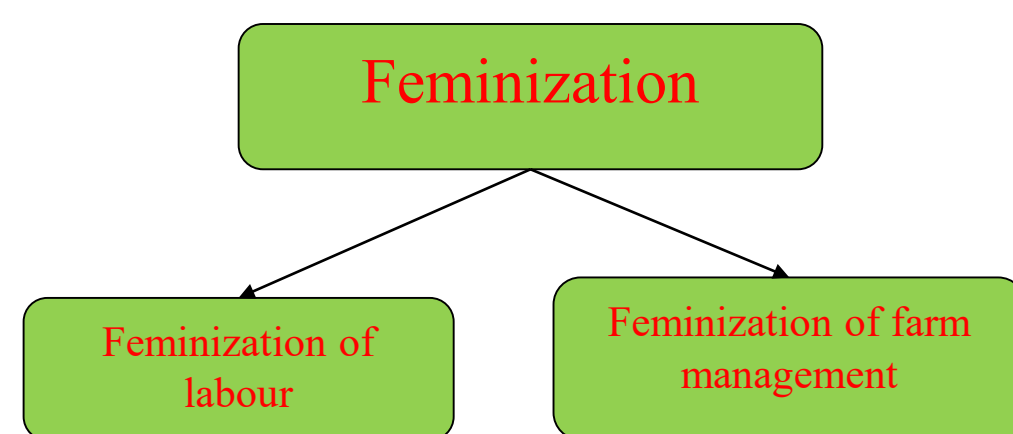 Feminization
Feminization of
labour
Feminization of farm
management